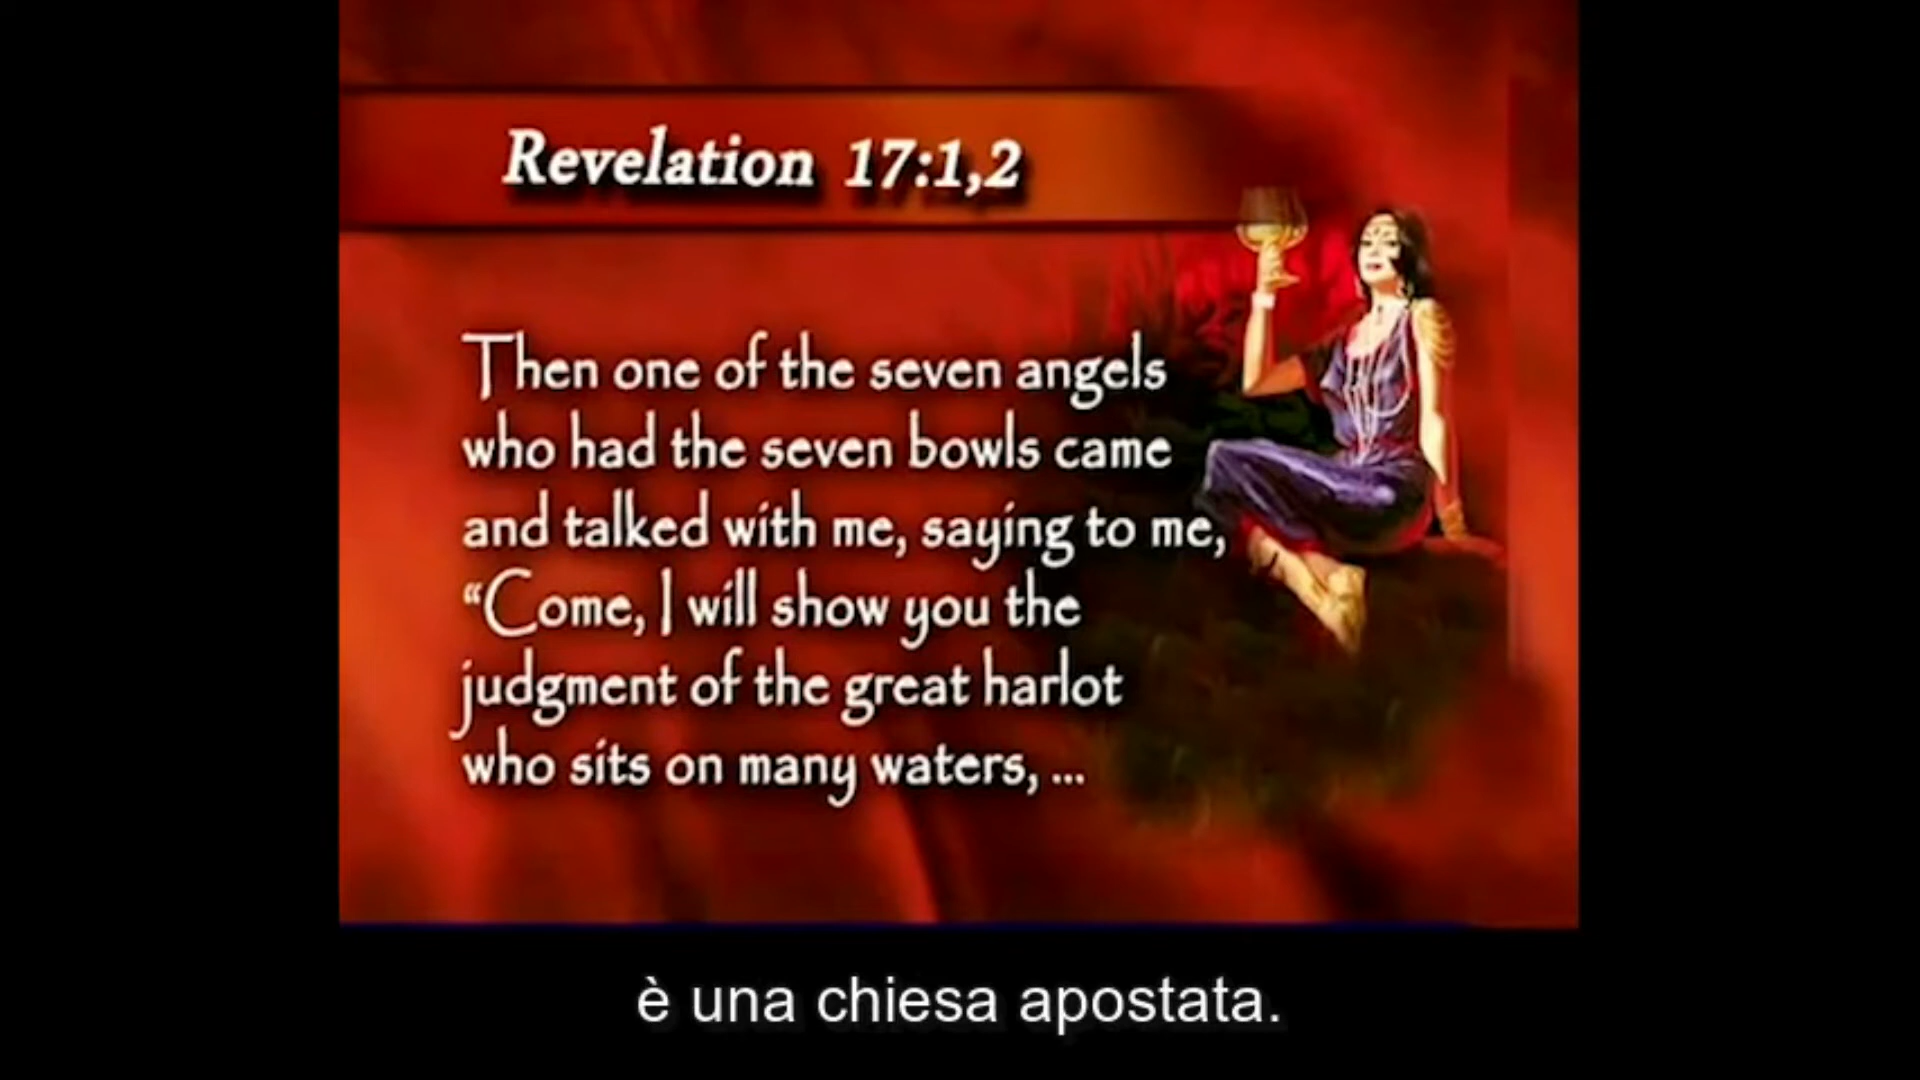 Revelation 17:1,2
Then one of the seven angels
who had the seven bowls came
and talked with me, saying to me,
“Come, I will show you the
judgment of the great harlot
who sits on many waters, ...
è una chiesa apostata.